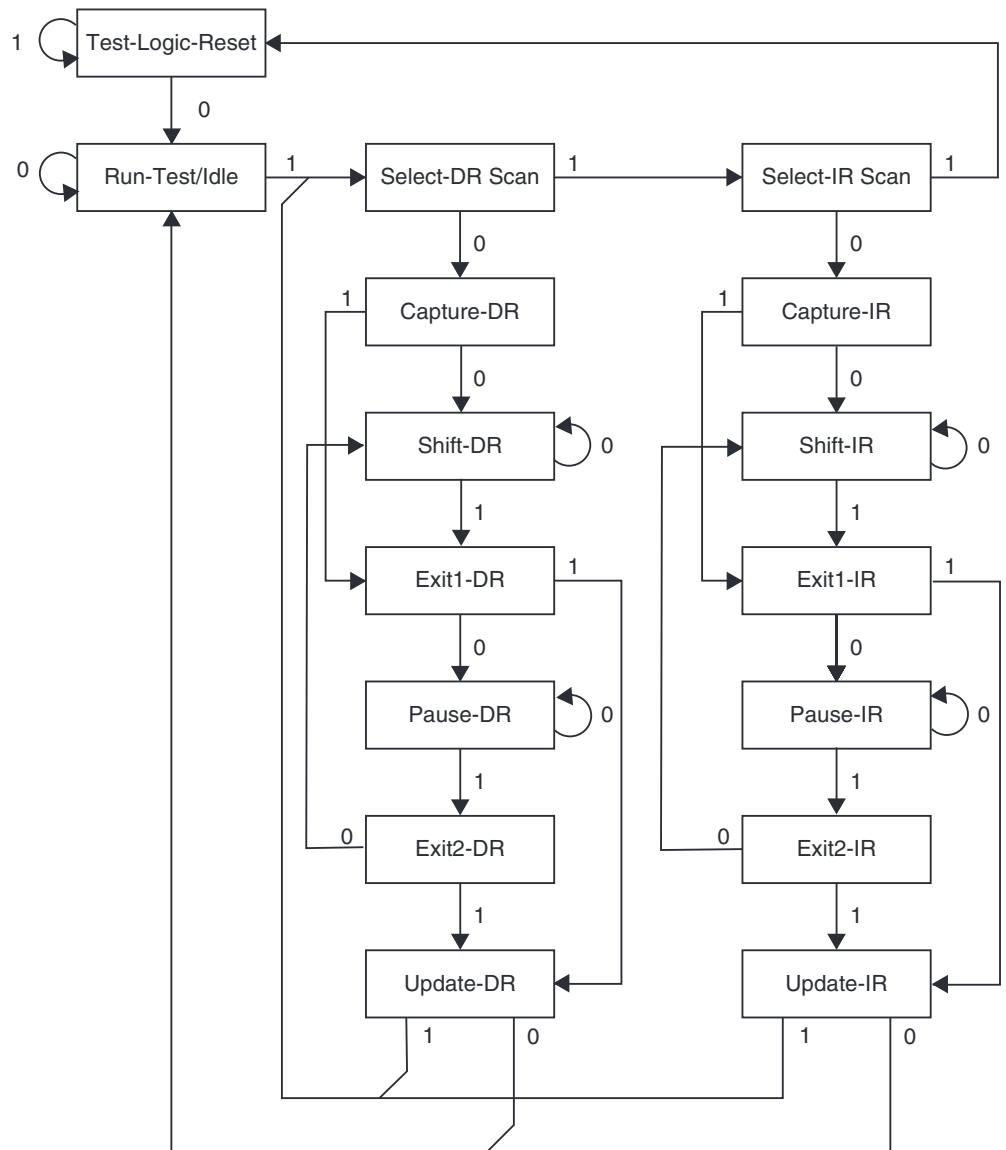 1 Test-Logic-Reset
0
0 Run-Test/Idle 1 Select-DR Scan 1 Select-IR Scan 1
0 0
1 Capture-DR 1 Capture-IR
0 0
Shift-DR 0 Shift-IR 0
1 1
Exit1-DR 1 Exit1-IR 1
0 0
Pause-DR 0 Pause-IR 0
1 1
0 Exit2-DR 0 Exit2-IR
1 1
Update-DR Update-IR
1 0 1 0